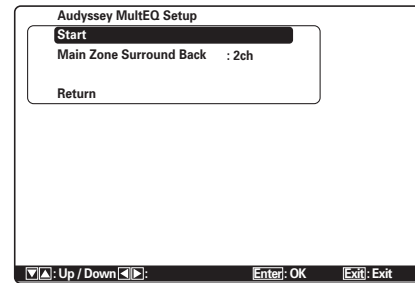 Audyssey MultEQ Setup
Start
Main Zone Surround Back : 2ch
Return
▼▲: Up / Down ◀▶: Enter: OK Exit: Exit